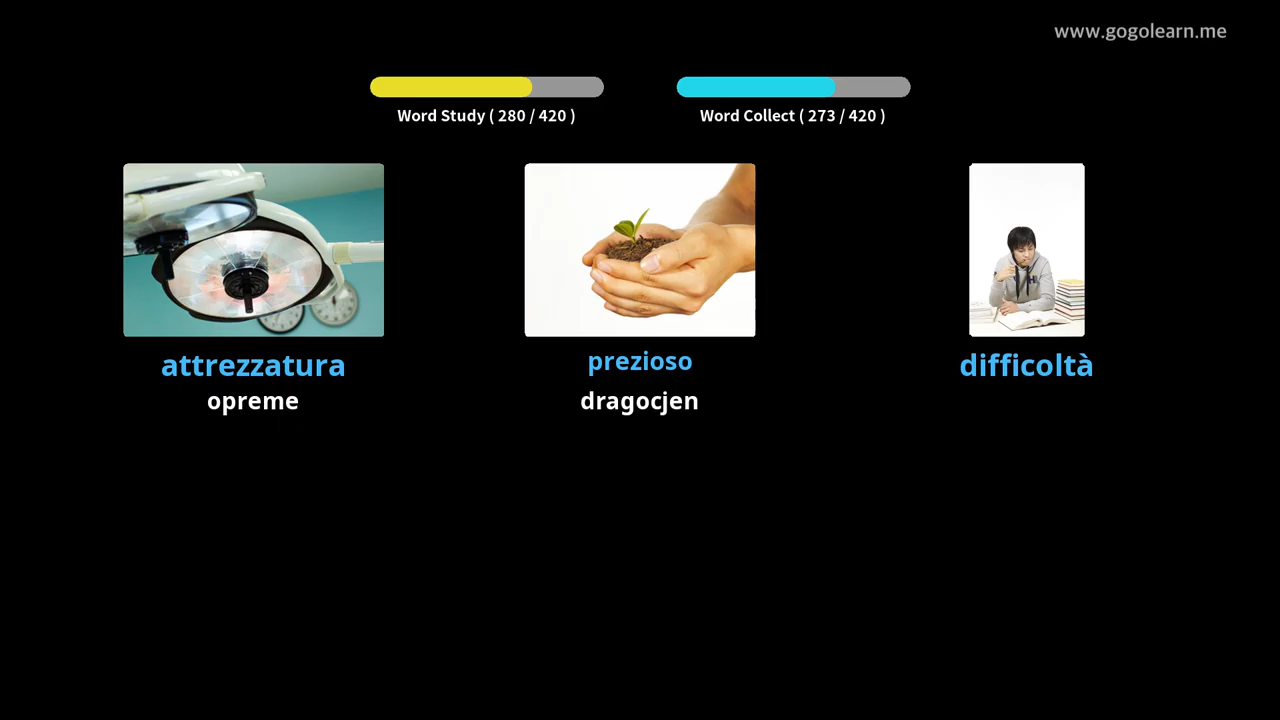 www.gogolearn.me
Word Study ( 280 / 420 )
Word Collect ( 273 / 420 )
attrezzatura
opreme
prezioso
dragocjen
difficoltà